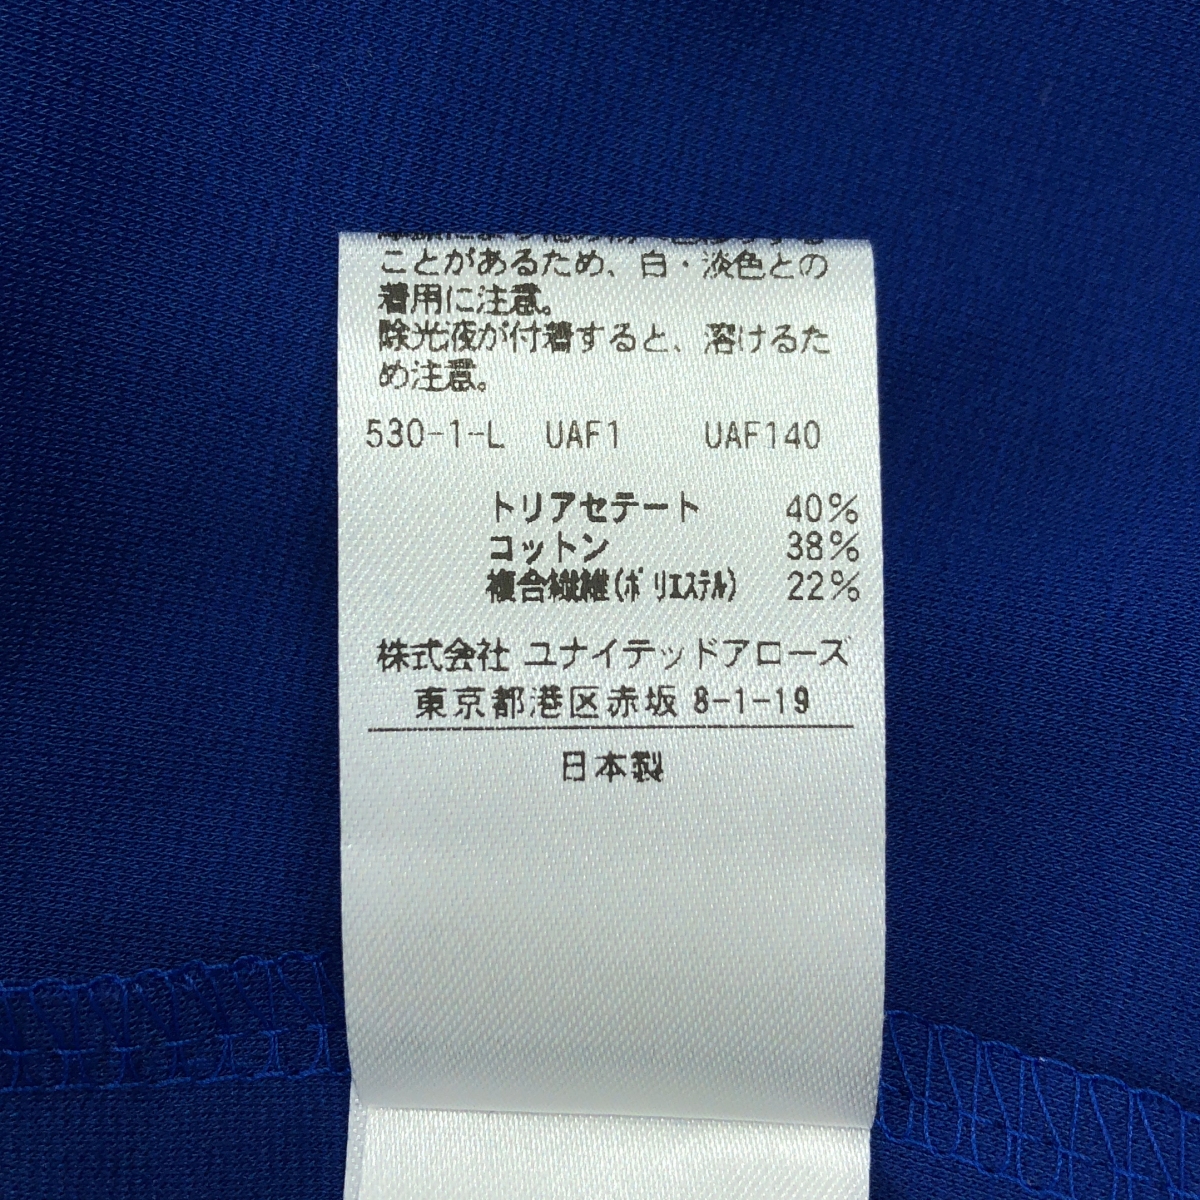 ことがあるため、白・淡色との
着用に注意。
除光液が付着すると、溶けるた
め注意。
530-1-L UAF1 UAF140
トリアセテート 40%
コットン 38%
複合繊維(ポリエステル) 22%
株式会社 ユナイテッドアローズ
東京都港区赤坂 8-1-19
日本製